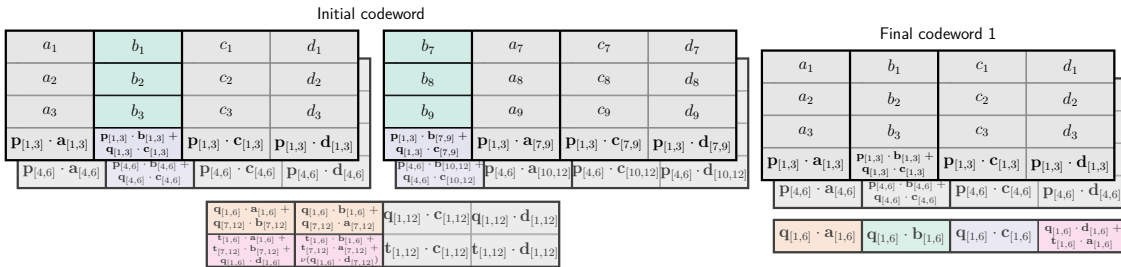 Initial codeword
a1 b1 c1 d1
a2 b2 c2 d2
a3 b3 c3 d3
p[1,3] · a[1,3] p[1,3] · b[1,3] + q[1,3] · c[1,3] p[1,3] · c[1,3] p[1,3] · d[1,3]
p[4,6] · a[4,6] p[4,6] · b[4,6] + q[4,6] · c[4,6] p[4,6] · c[4,6] p[4,6] · d[4,6]
b7 a7 c7 d7
b8 a8 c8 d8
b9 a9 c9 d9
p[1,3] · b[7,9] + q[1,3] · c[7,9] p[1,3] · a[7,9] p[1,3] · c[7,9] p[1,3] · d[7,9]
p[4,6] · b[10,12] + q[4,6] · c[10,12] p[4,6] · a[10,12] p[4,6] · c[10,12] p[4,6] · d[10,12]
q[1,6] · a[1,6] + q[7,12] · b[7,12] q[1,6] · b[1,6] + q[7,12] · a[7,12] q[1,12] · c[1,12] q[1,12] · d[1,12]
t[1,6] · a[1,6] + t[7,12] · b[7,12] + q[1,6] · d[1,6] t[1,6] · b[1,6] + t[7,12] · a[7,12] + ν(q[1,6] · d[7,12]) t[1,12] · c[1,12] t[1,12] · d[1,12]
Final codeword 1
a1 b1 c1 d1
a2 b2 c2 d2
a3 b3 c3 d3
p[1,3] · a[1,3] p[1,3] · b[1,3] + q[1,3] · c[1,3] p[1,3] · c[1,3] p[1,3] · d[1,3]
p[4,6] · a[4,6] p[4,6] · b[4,6] + q[4,6] · c[4,6] p[4,6] · c[4,6] p[4,6] · d[4,6]
q[1,6] · a[1,6] q[1,6] · b[1,6] q[1,6] · c[1,6] q[1,6] · d[1,6] + t[1,6] · a[1,6]